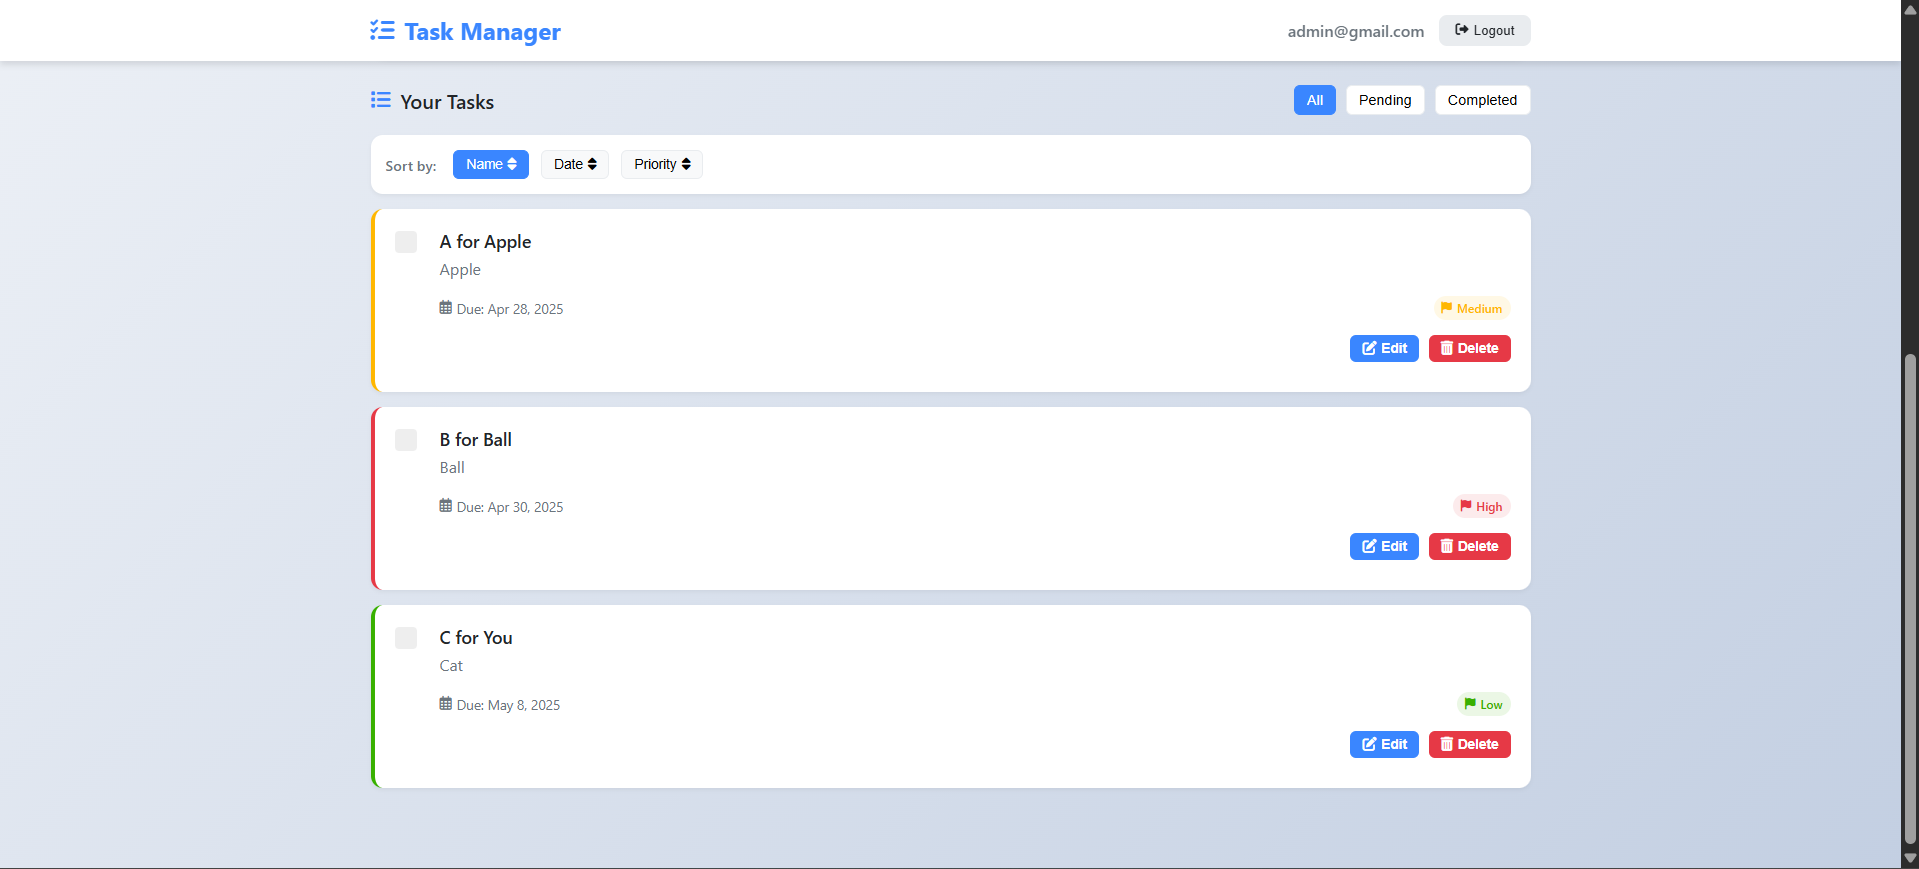 Task Manager
admin@gmail.com
Logout
Your Tasks
All
Pending
Completed
Sort by:
Name
Date
Priority
A for Apple
Apple
Due: Apr 28, 2025
Medium
Edit
Delete
B for Ball
Ball
Due: Apr 30, 2025
High
Edit
Delete
C for You
Cat
Due: May 8, 2025
Low
Edit
Delete